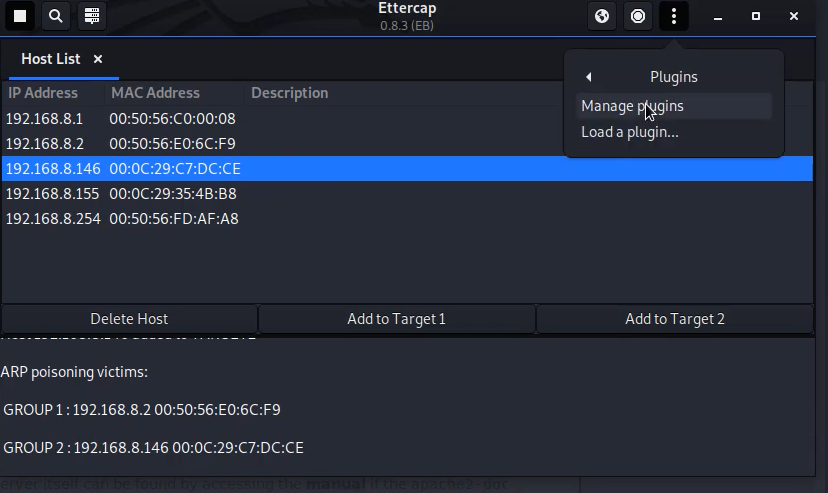 Ettercap
0.8.3 (EB)
Host List ×
Plugins
IP Address MAC Address Description
Manage plugins
192.168.8.1 00:50:56:C0:00:08
Load a plugin...
192.168.8.2 00:50:56:E0:6C:F9
192.168.8.146 00:0C:29:C7:DC:CE
192.168.8.155 00:0C:29:35:4B:B8
192.168.8.254 00:50:56:FD:AF:A8
Delete Host Add to Target 1 Add to Target 2
ARP poisoning victims:
GROUP 1 : 192.168.8.2 00:50:56:E0:6C:F9
GROUP 2 : 192.168.8.146 00:0C:29:C7:DC:CE
erver itself can be found by accessing the manual if the apache2-doc